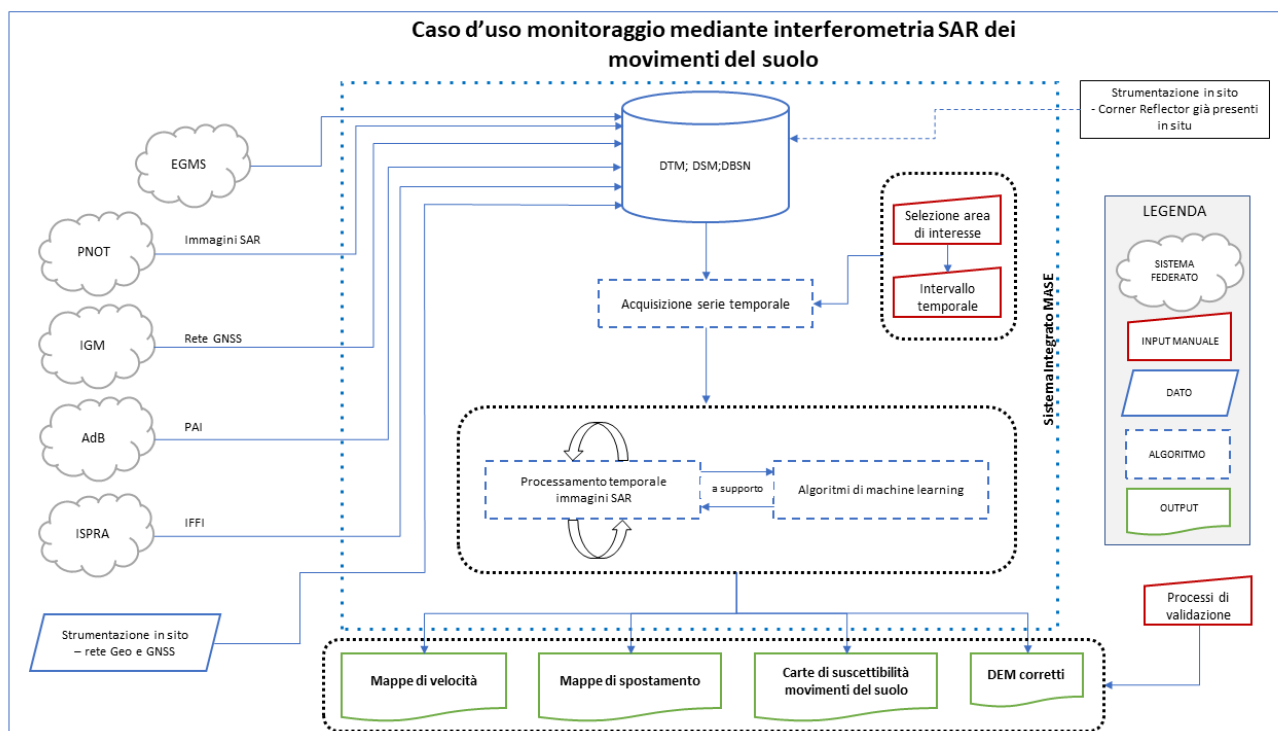 Caso d'uso monitoraggio mediante interferometria SAR dei
movimenti del suolo
Strumentazione in sito
- Corner Reflector già presenti
in situ
EGMS
DTM; DSM;DBSN
PNOT
Immagini SAR
Selezione area
di interesse
Intervallo
temporale
Acquisizione serie temporale
Sistema Integrato MASE
LEGENDA
SISTEMA
FEDERATO
INPUT MANUALE
DATO
ALGORITMO
OUTPUT
IGM
Rete GNSS
AdB
PAI
ISPRA
IFFI
Processamento temporale
immagini SAR
a supporto
Algoritmi di machine learning
Strumentazione in sito
– rete Geo e GNSS
Processi di
validazione
Mappe di velocità
Mappe di spostamento
Carte di suscettibilità
movimenti del suolo
DEM corretti